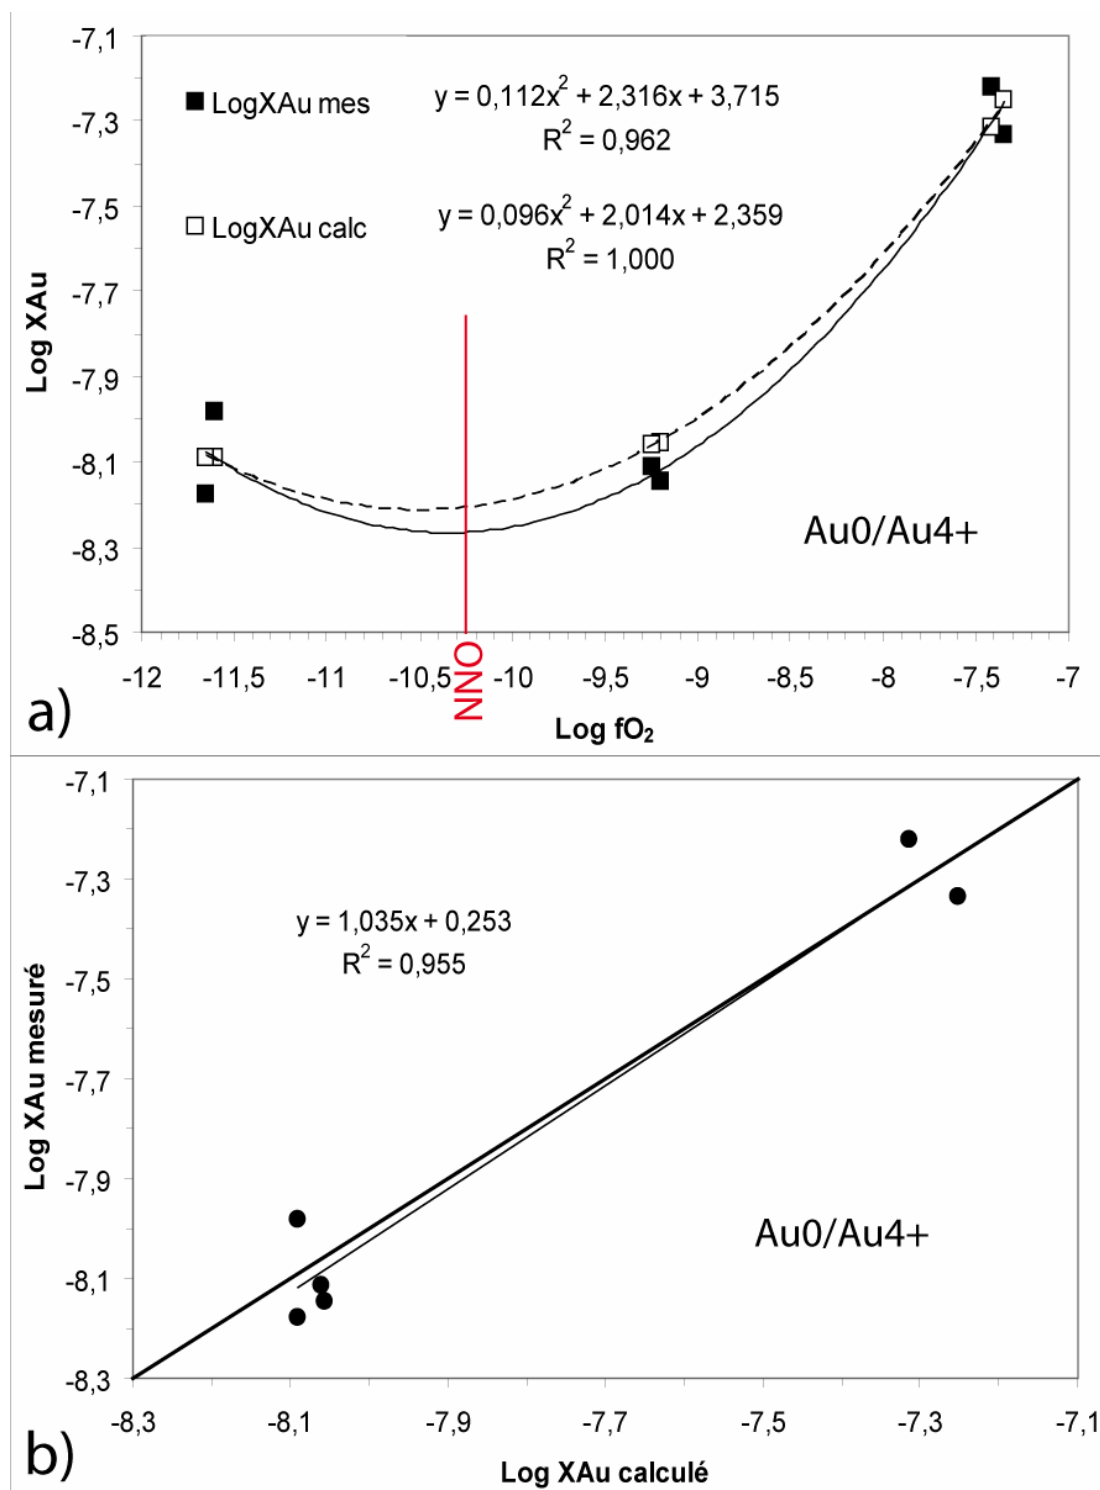 -7,1
-7,3
-7,5
-7,7
-7,9
-8,1
-8,3
-8,5
Log XAu
LogXAu mes
y = 0,112x² + 2,316x + 3,715
R² = 0,962
LogXAu calc
y = 0,096x² + 2,014x + 2,359
R² = 1,000
Au0/Au4+
-12 -11,5 -11 -10,5 -10 -9,5 -9 -8,5 -8 -7,5 -7
NNO
a)
Log fO₂
-7,1
-7,3
-7,5
-7,7
-7,9
-8,1
-8,3
Log XAu mesuré
y = 1,035x + 0,253
R² = 0,955
Au0/Au4+
-8,3 -8,1 -7,9 -7,7 -7,5 -7,3 -7,1
b)
Log XAu calculé